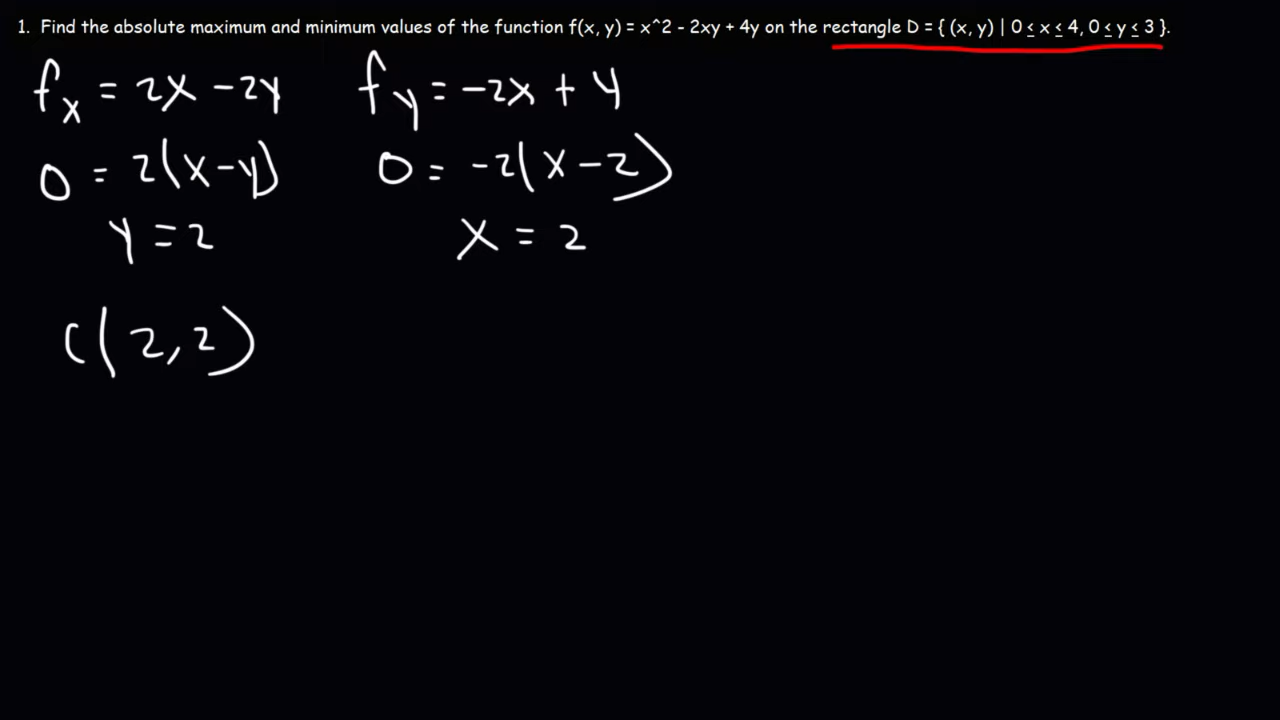 1. Find the absolute maximum and minimum values of the function f(x, y) = x^2 - 2xy + 4y on the rectangle D = { (x, y) | 0 ≤ x ≤ 4, 0 ≤ y ≤ 3 }.
fx = 2x - 2y    fy = -2x + 4
0 = 2(x-y)    0 = -2(x-2)
y = 2    x = 2
C(2,2)